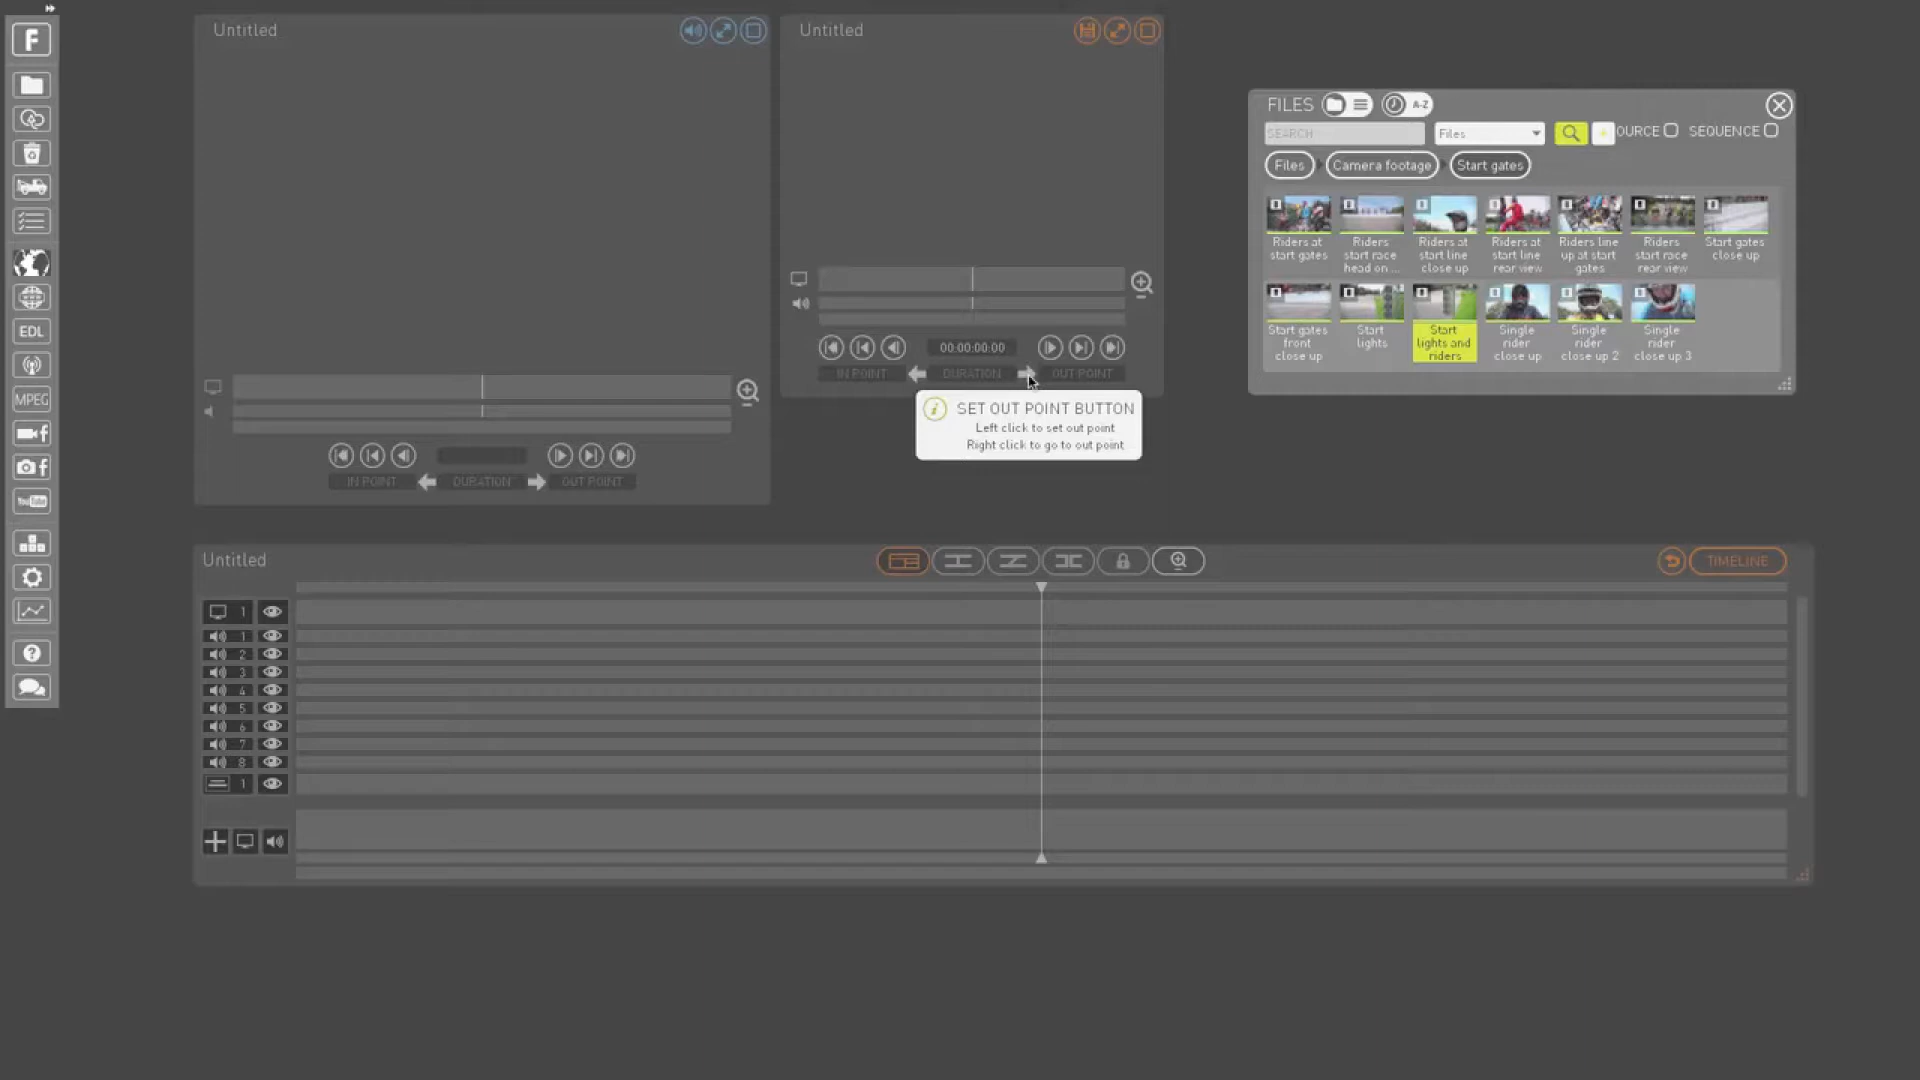 F
EDL
MPEG
f
f
YouTube
?
Untitled
IN POINT
DURATION
OUT POINT
Untitled
00:00:00:00
IN POINT
DURATION
OUT POINT
i
SET OUT POINT BUTTON
Left click to set out point
Right click to go to out point
FILES
A-Z
SEARCH
Files
OURCE
SEQUENCE
Files
Camera footage
Start gates
Riders at
start gates
Riders
start race
head on ...
Riders at
start line
close up
Riders at
start line
rear view
Riders line
up at start
gates
Riders
start race
rear view
Start gates
close up
Start gates
front
close up
Start
lights
Start
lights and
riders
Single
rider
close up
Single
rider
close up 2
Single
rider
close up 3
Untitled
TIMELINE
1
1
2
3
4
5
6
7
8
1